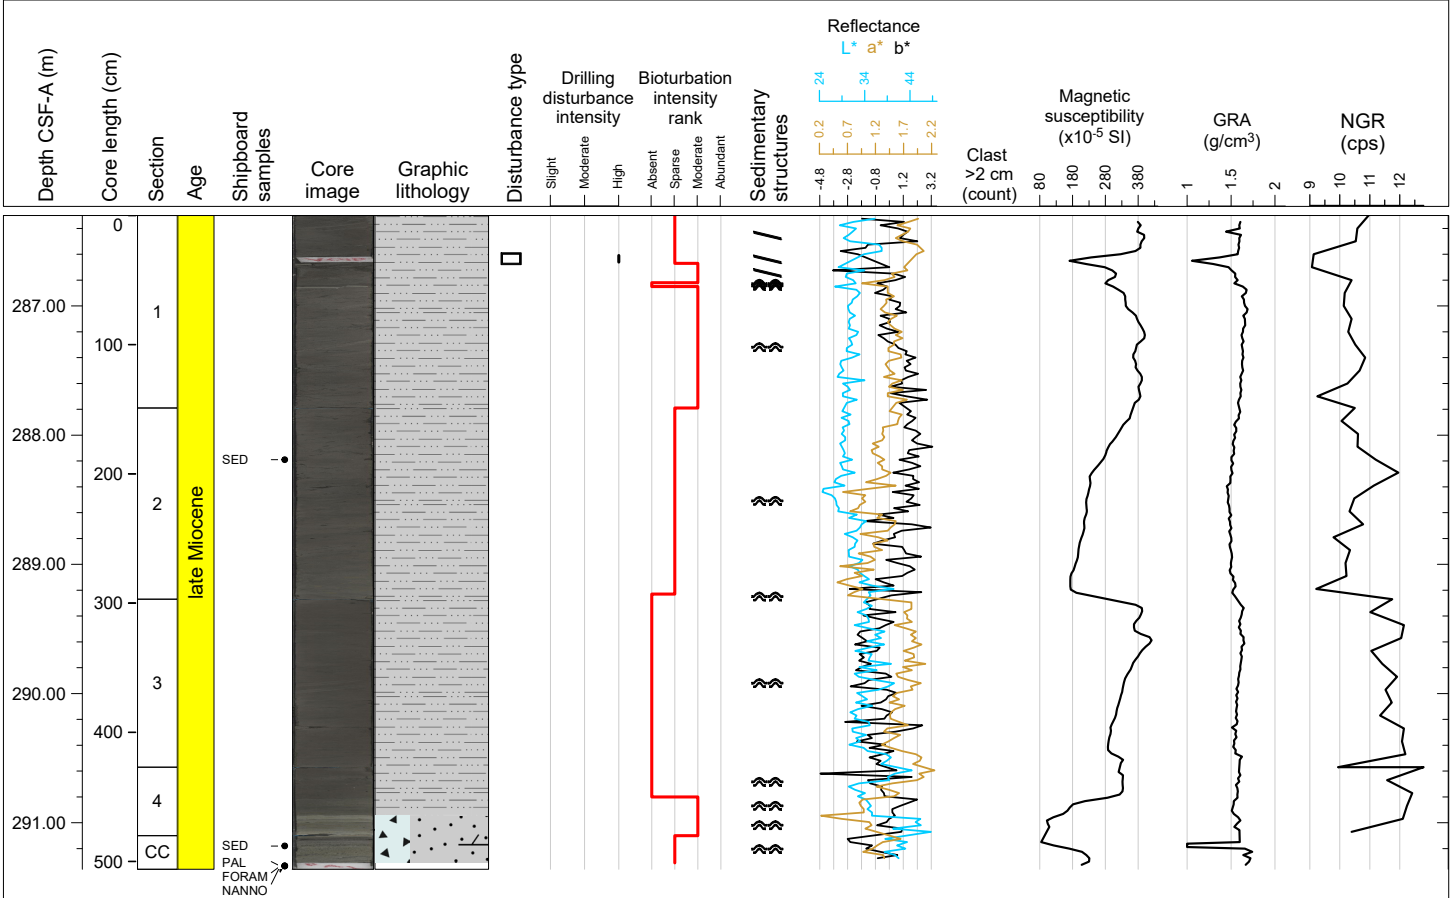 Depth CSF-A (m)
Core length (cm)
Section
Age
Shipboard
samples
Core
image
Graphic
lithology
Disturbance type
Drilling
disturbance
intensity
Slight
Moderate
High
Bioturbation
intensity
rank
Absent
Sparse
Moderate
Abundant
Sedimentary
structures
Reflectance
L* a* b*
24 34 44
0.2 0.7 1.2 1.7 2.2
-4.8 -2.8 -0.8 1.2 3.2
Clast
>2 cm
(count)
Magnetic
susceptibility
(x10-5 SI)
80 180 280 380
GRA
(g/cm3)
1 1.5 2
NGR
(cps)
9 10 11 12
287.00
288.00
289.00
290.00
291.00
0
100
200
300
400
500
1
2
3
4
CC
late Miocene
SED
SED
PAL
FORAM
NANNO